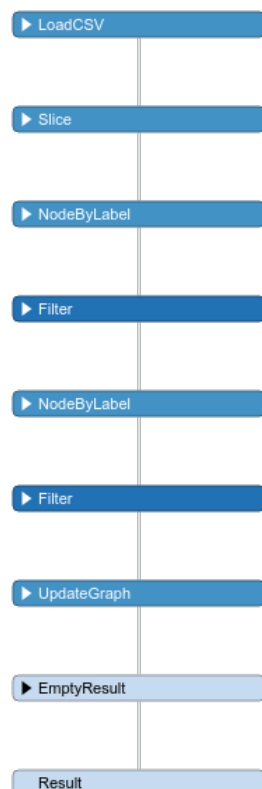 LoadCSV
Slice
NodeByLabel
Filter
NodeByLabel
Filter
UpdateGraph
EmptyResult
Result